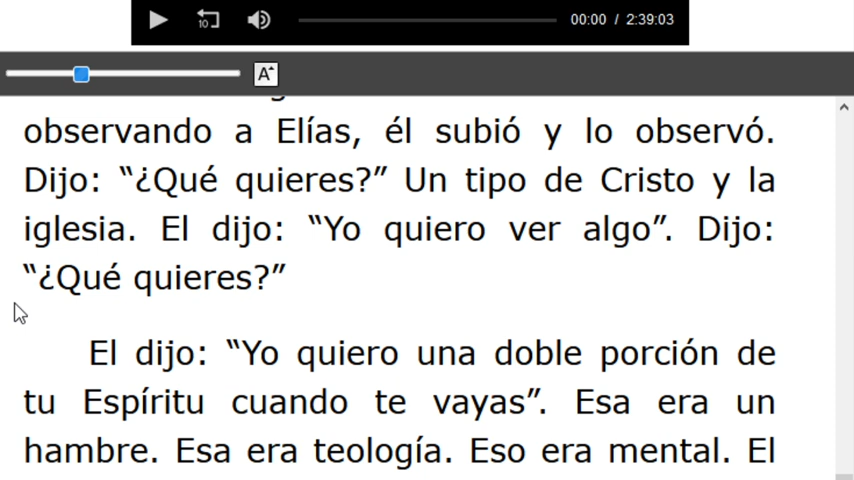 10
00:00 / 2:39:03
A
observando a Elías, él subió y lo observó.
Dijo: “¿Qué quieres?” Un tipo de Cristo y la
iglesia. El dijo: “Yo quiero ver algo”. Dijo:
“¿Qué quieres?”
El dijo: “Yo quiero una doble porción de
tu Espíritu cuando te vayas”. Esa era un
hambre. Esa era teología. Eso era mental. El